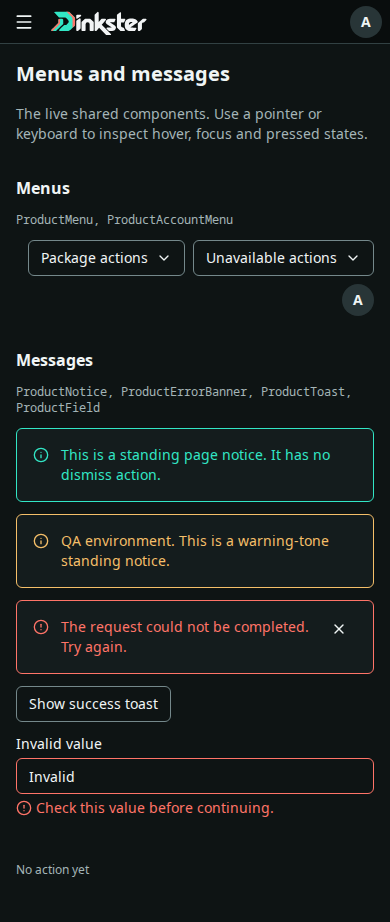 Dinkster
A
Menus and messages
The live shared components. Use a pointer or
keyboard to inspect hover, focus and pressed states.
Menus
ProductMenu, ProductAccountMenu
Package actions
Unavailable actions
A
Messages
ProductNotice, ProductErrorBanner, ProductToast,
ProductField
This is a standing page notice. It has no
dismiss action.
QA environment. This is a warning-tone
standing notice.
The request could not be completed.
Try again.
Show success toast
Invalid value
Invalid
Check this value before continuing.
No action yet